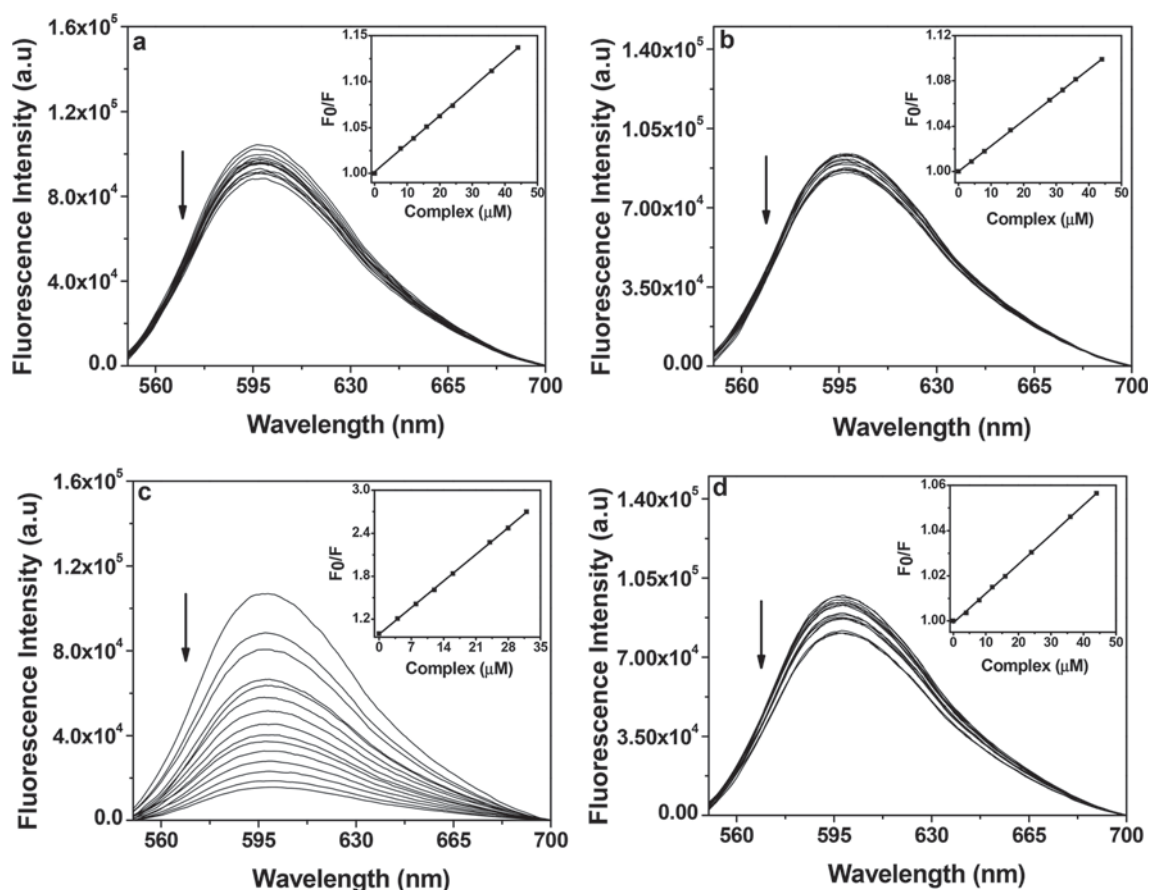 a
1.6x10⁵
1.2x10⁵
8.0x10⁴
4.0x10⁴
0.0
Fluorescence Intensity (a.u)
560 595 630 665 700
Wavelength (nm)
1.15
1.10
1.05
1.00
F₀/F
0 10 20 30 40 50
Complex (μM)
b
1.40x10⁵
1.05x10⁵
7.00x10⁴
3.50x10⁴
0.00
Fluorescence Intensity (a.u)
560 595 630 665 700
Wavelength (nm)
1.12
1.08
1.04
1.00
F₀/F
0 10 20 30 40 50
Complex (μM)
c
1.6x10⁵
1.2x10⁵
8.0x10⁴
4.0x10⁴
0.0
Fluorescence Intensity (a.u)
560 595 630 665 700
Wavelength (nm)
3.0
2.4
1.8
1.2
F₀/F
0 7 14 21 28 35
Complex (μM)
d
1.40x10⁵
1.05x10⁵
7.00x10⁴
3.50x10⁴
0.00
Fluorescence Intensity (a.u)
560 595 630 665 700
Wavelength (nm)
1.06
1.04
1.02
1.00
F₀/F
0 10 20 30 40 50
Complex (μM)